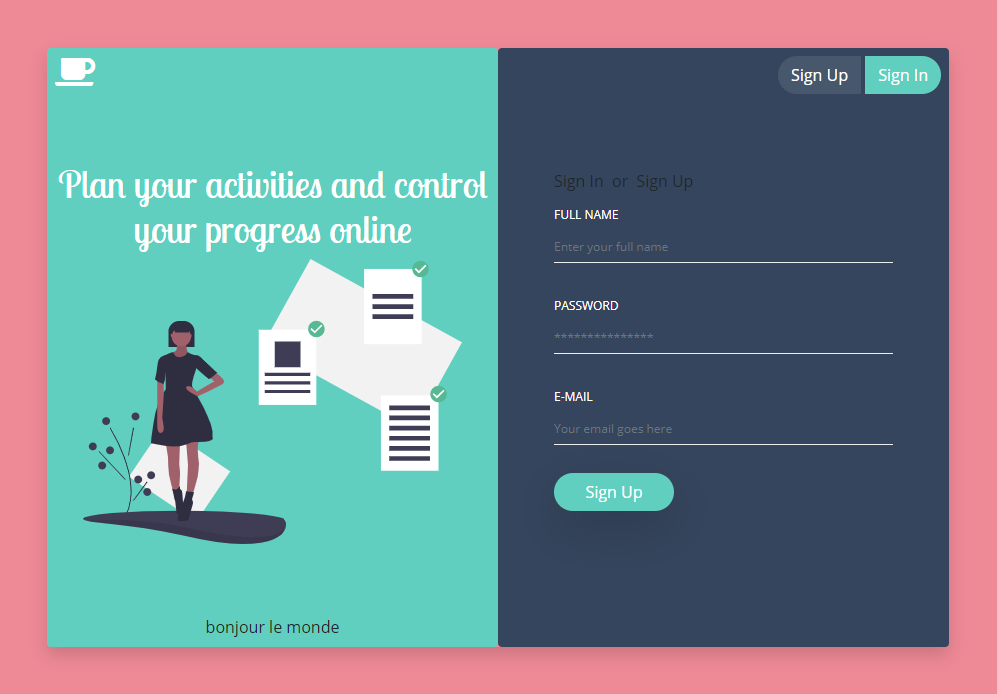 Plan your activities and control
your progress online
bonjour le monde
Sign Up
Sign In
Sign In or Sign Up
FULL NAME
Enter your full name
PASSWORD
***************
E-MAIL
Your email goes here
Sign Up